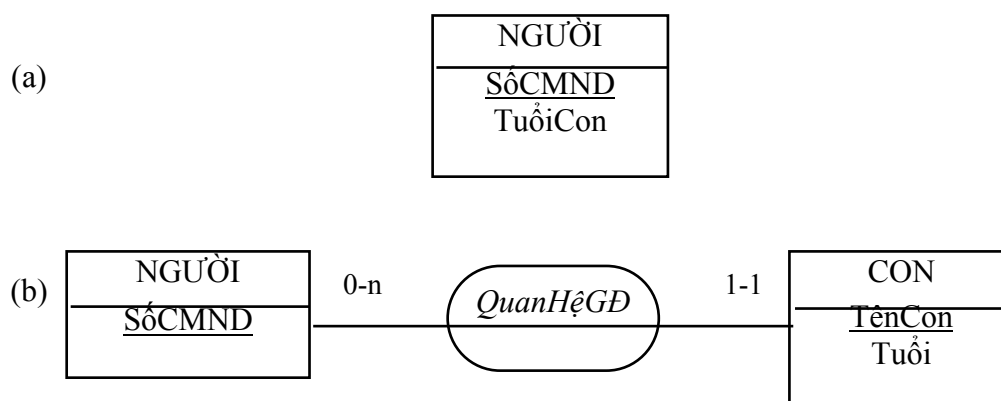 (a)
NGƯỜI
SốCMND
TuổiCon
(b)
NGƯỜI
SốCMND
0-n
QuanHệGĐ
1-1
CON
TênCon
Tuổi